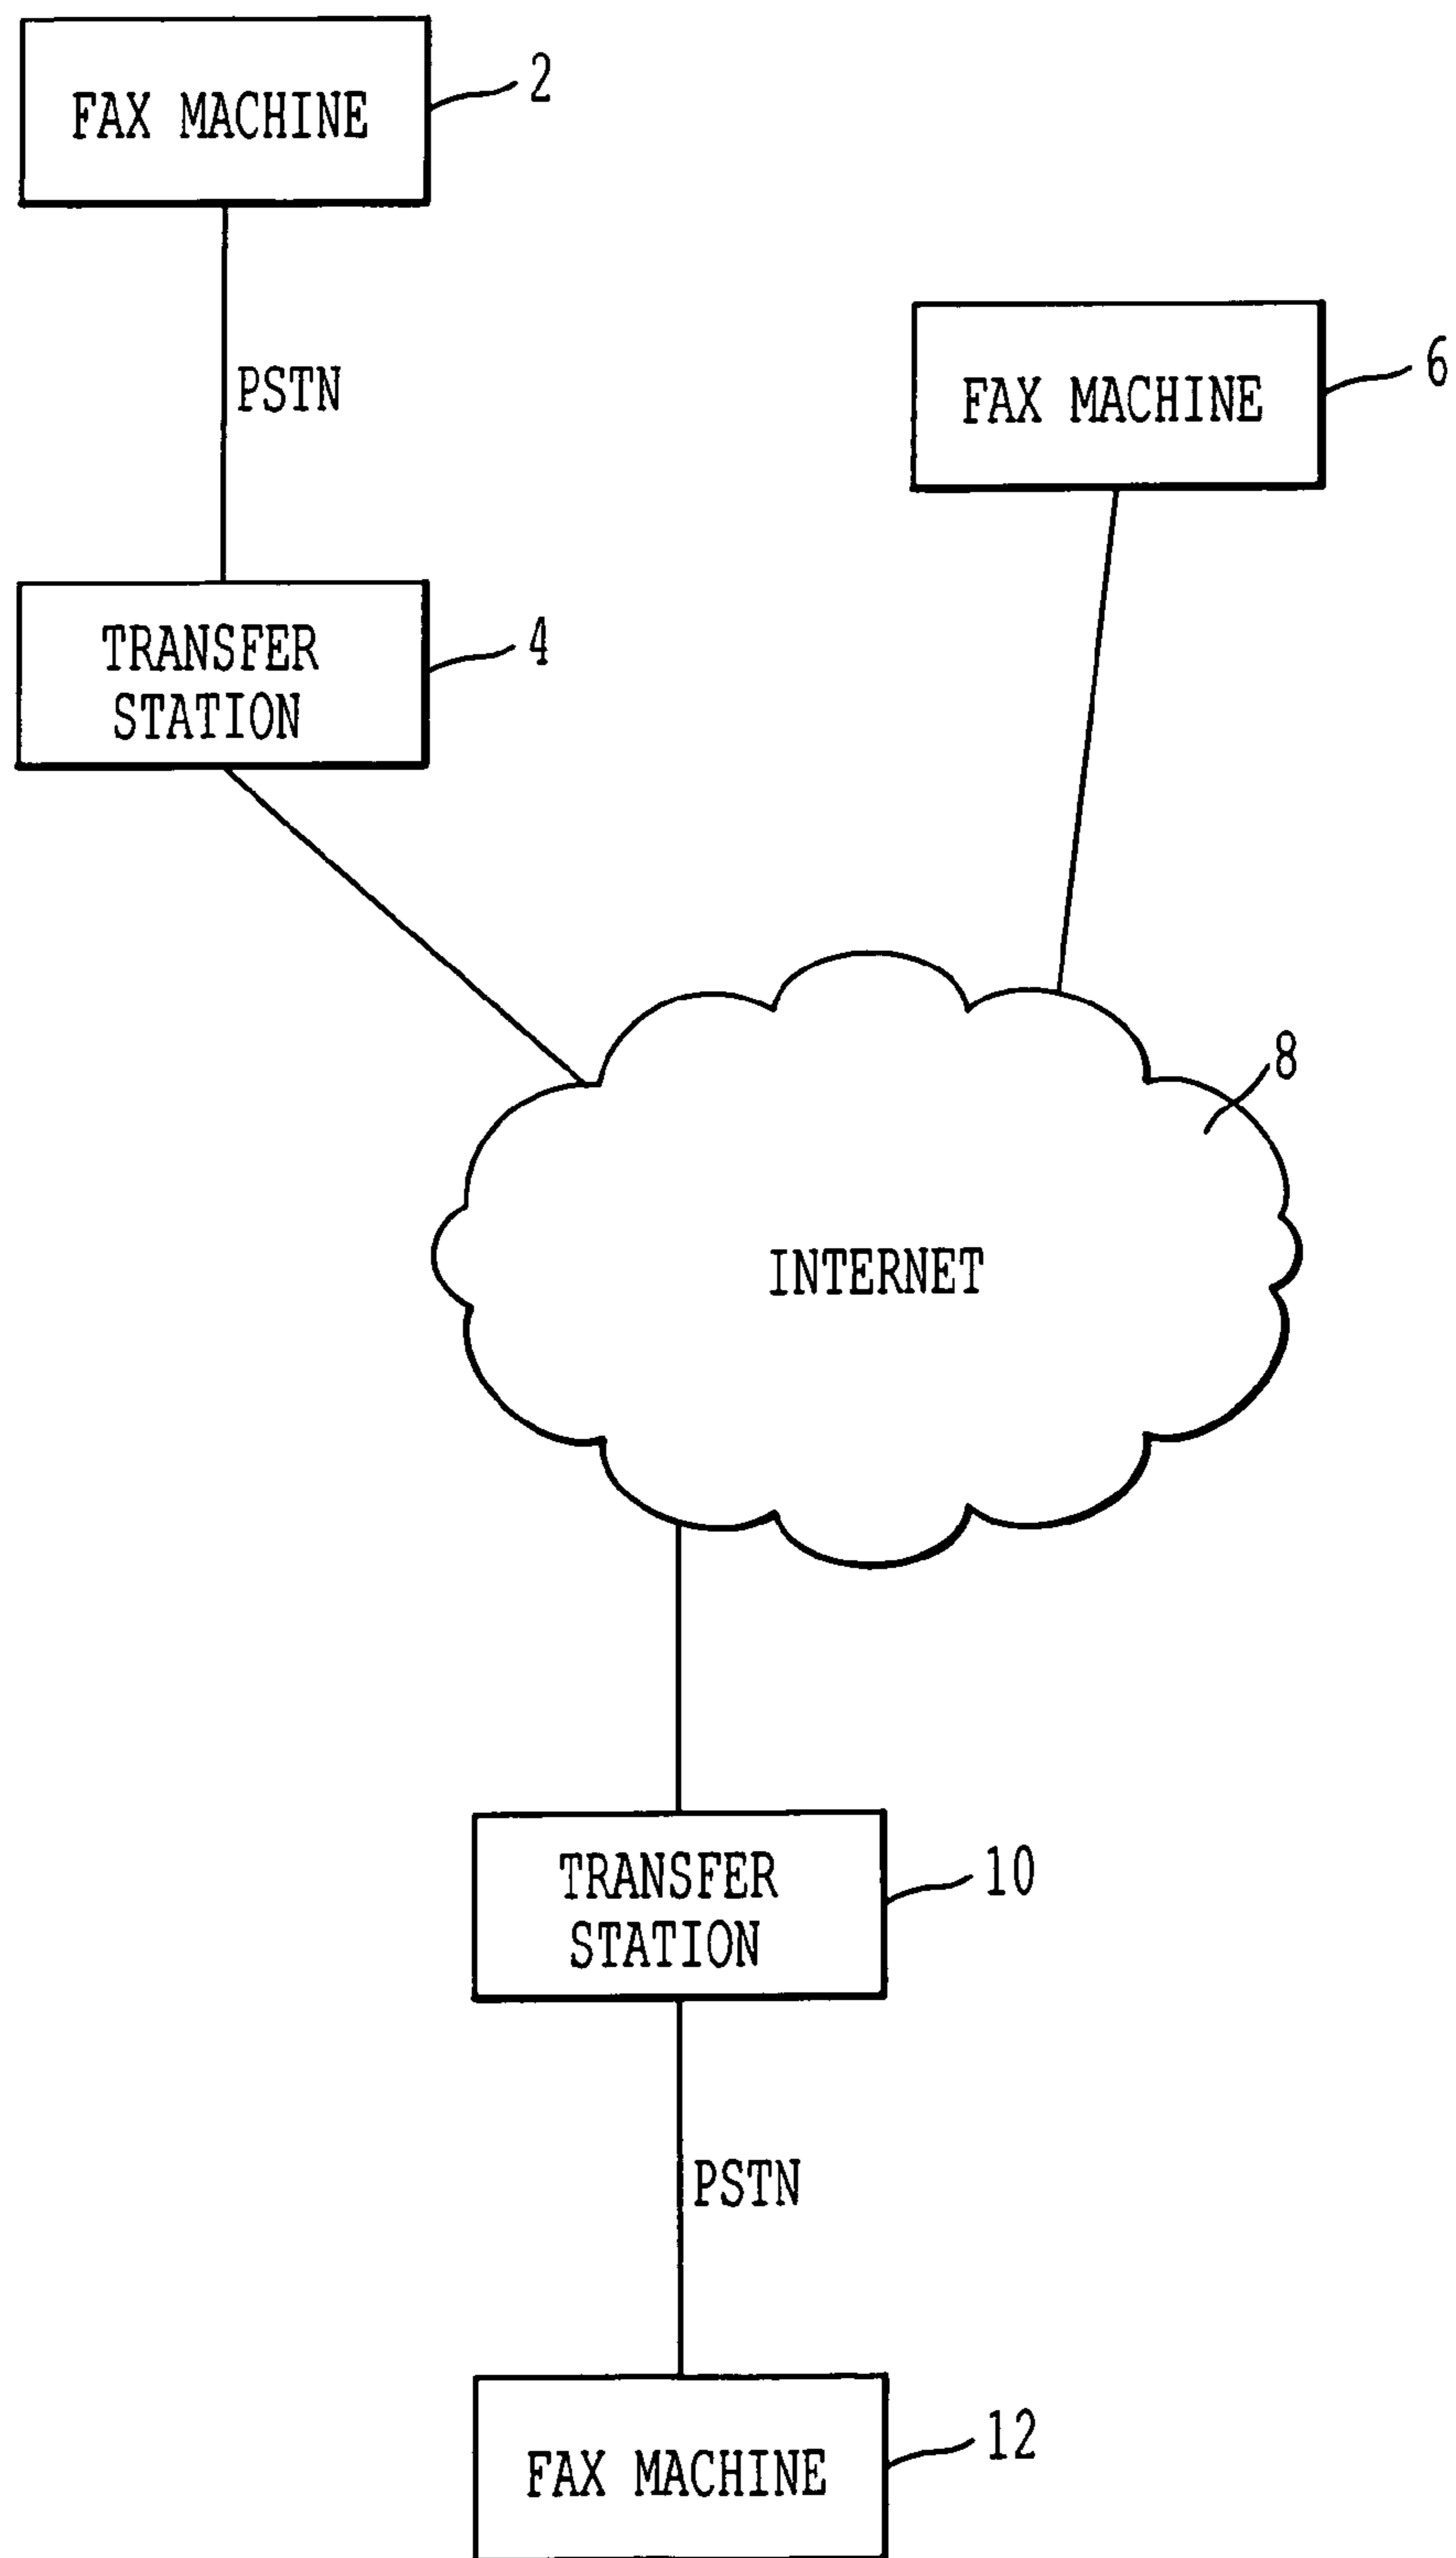 FAX MACHINE
2
PSTN
FAX MACHINE
6
TRANSFER
STATION
4
8
INTERNET
TRANSFER
STATION
10
PSTN
FAX MACHINE
12